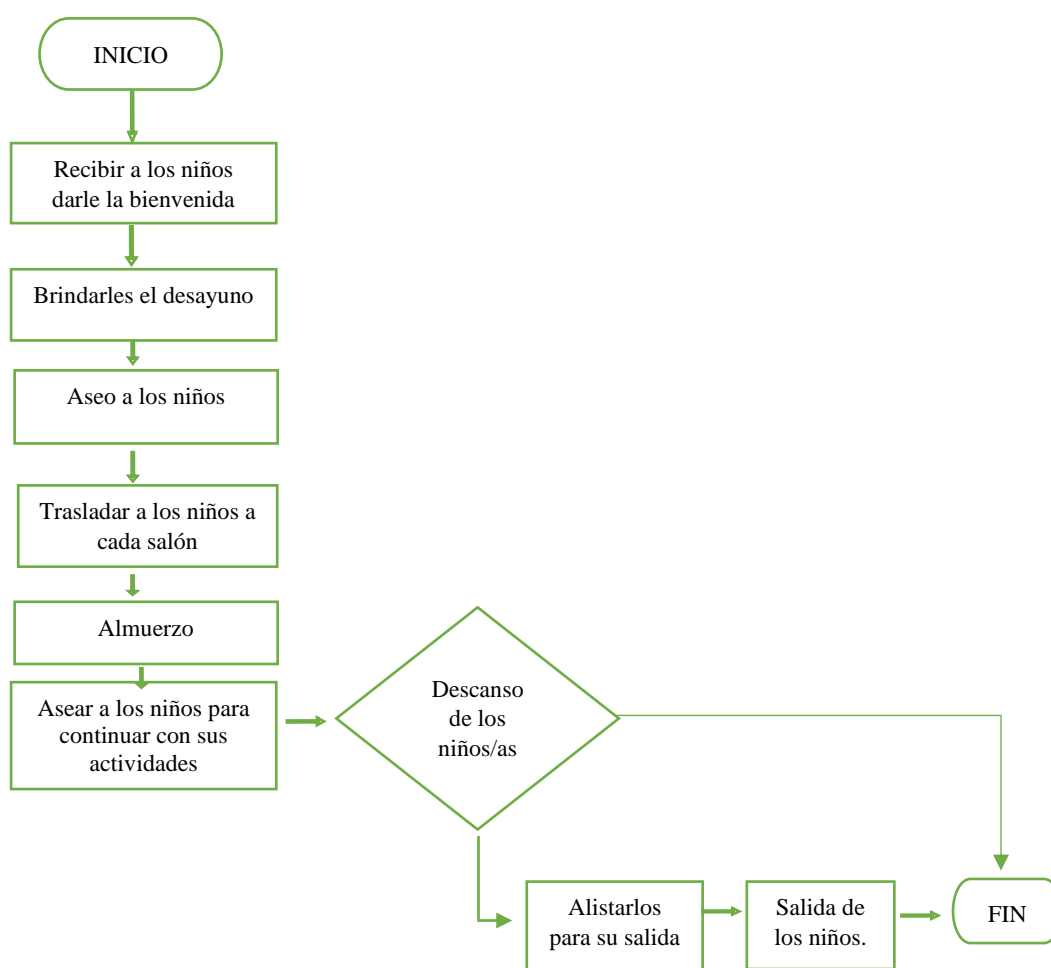 INICIO
Recibir a los niños
darle la bienvenida
Brindarles el desayuno
Aseo a los niños
Trasladar a los niños a
cada salón
Almuerzo
Asear a los niños para
continuar con sus
actividades
Descanso
de los
niños/as
Alistarlos
para su salida
Salida de
los niños.
FIN